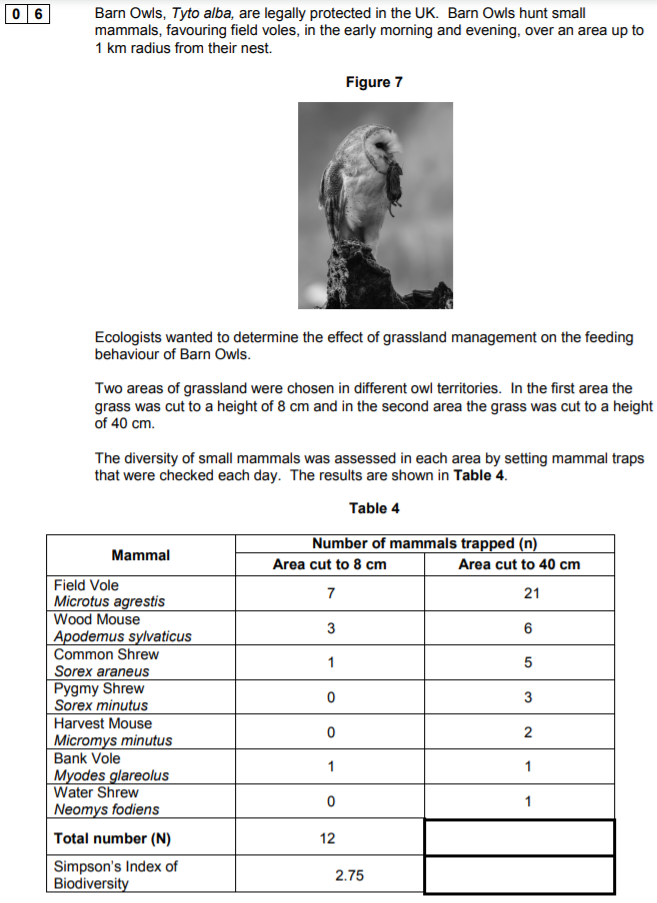 0 6
Barn Owls, Tyto alba, are legally protected in the UK. Barn Owls hunt small
mammals, favouring field voles, in the early morning and evening, over an area up to
1 km radius from their nest.
Figure 7
Ecologists wanted to determine the effect of grassland management on the feeding
behaviour of Barn Owls.
Two areas of grassland were chosen in different owl territories. In the first area the
grass was cut to a height of 8 cm and in the second area the grass was cut to a height
of 40 cm.
The diversity of small mammals was assessed in each area by setting mammal traps
that were checked each day. The results are shown in Table 4.
Table 4
Mammal
Number of mammals trapped (n)
Area cut to 8 cm Area cut to 40 cm
Field Vole
Microtus agrestis
7 21
Wood Mouse
Apodemus sylvaticus
3 6
Common Shrew
Sorex araneus
1 5
Pygmy Shrew
Sorex minutus
0 3
Harvest Mouse
Micromys minutus
0 2
Bank Vole
Myodes glareolus
1 1
Water Shrew
Neomys fodiens
0 1
Total number (N) 12
Simpson's Index of
Biodiversity
2.75